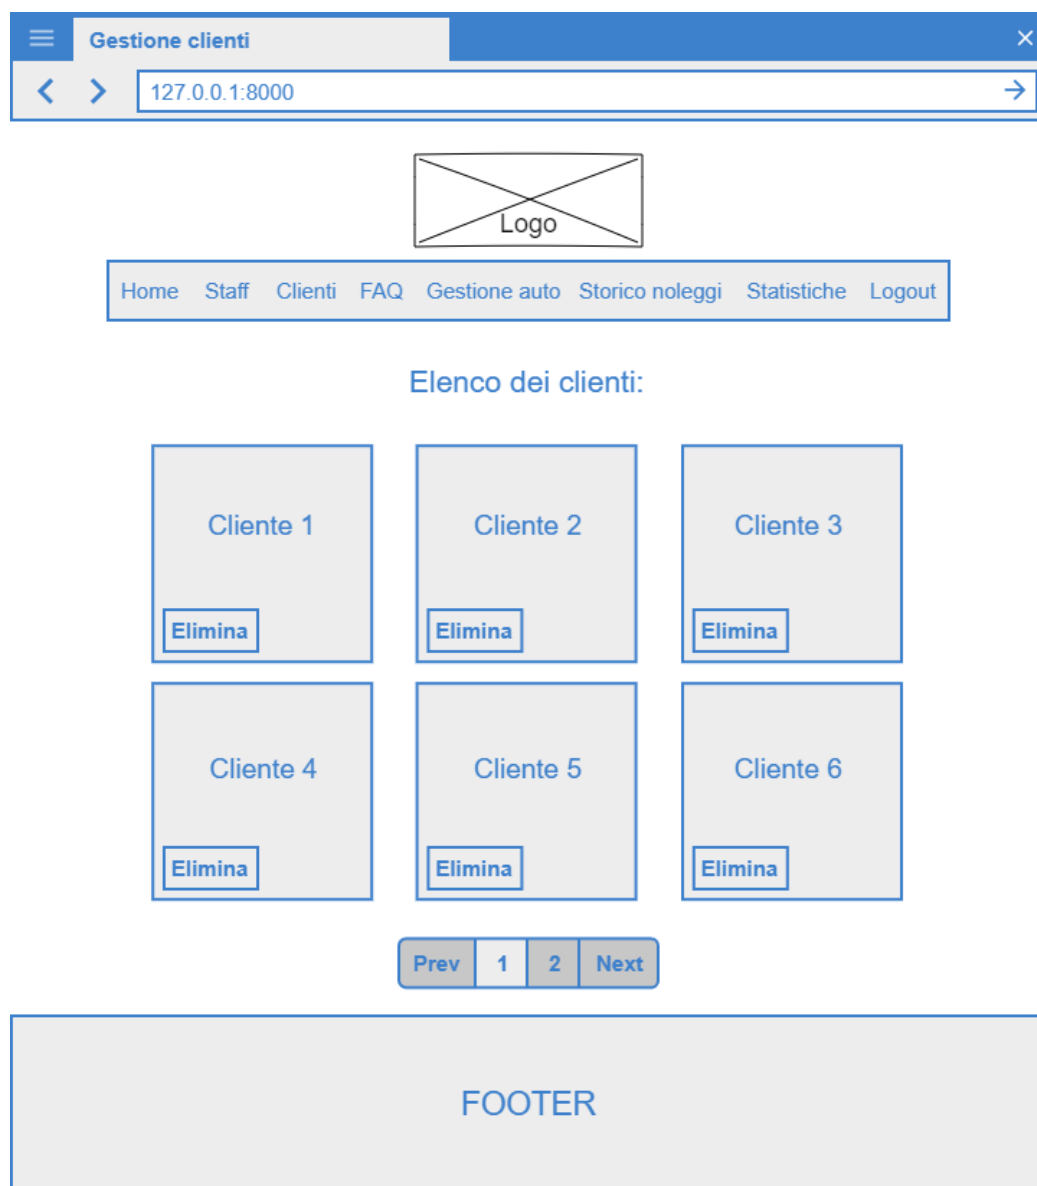 Gestione clienti
127.0.0.1:8000
Logo
Home Staff Clienti FAQ Gestione auto Storico noleggi Statistiche Logout
Elenco dei clienti:
Cliente 1 Cliente 2 Cliente 3
Elimina Elimina Elimina
Cliente 4 Cliente 5 Cliente 6
Elimina Elimina Elimina
Prev 1 2 Next
FOOTER